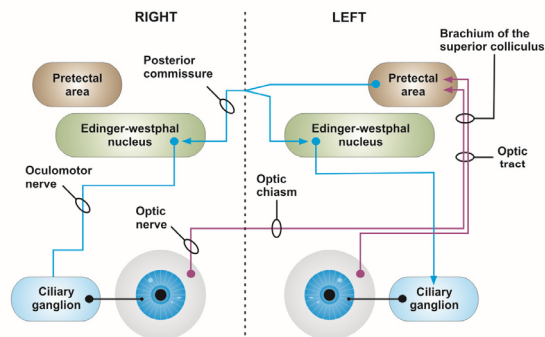 RIGHT
LEFT
Posterior
commissure
Brachium of the
superior colliculus
Pretectal
area
Pretectal
area
Edinger-westphal
nucleus
Edinger-westphal
nucleus
Oculomotor
nerve
Optic
nerve
Optic
chiasm
Optic
tract
Ciliary
ganglion
Ciliary
ganglion